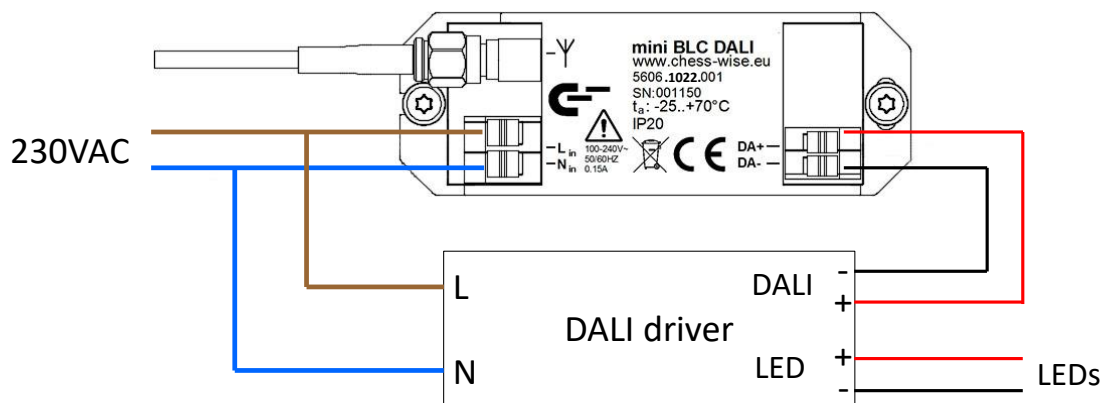 230VAC
mini BLC DALI
www.chess-wise.eu
5606.1022.001
SN:001150
ta: -25..+70°C
IP20
L in
N in
100-240V~
50/60HZ
0.15A
CE
DA+
DA-
L
N
DALI driver
DALI
-
+
LED
+
-
LEDs